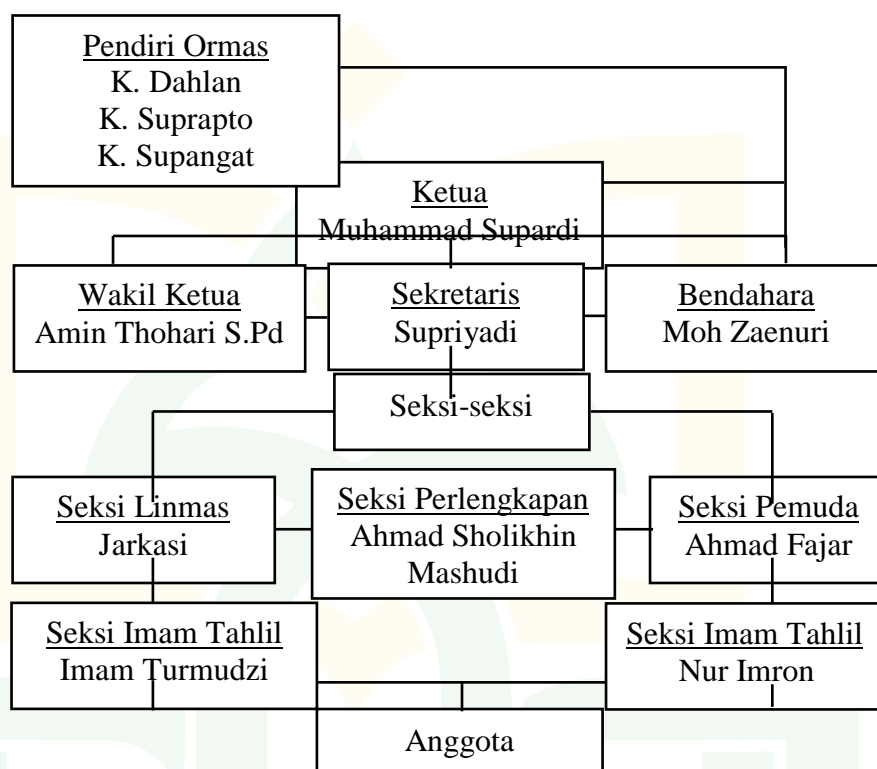 Pendiri Ormas
K. Dahlan
K. Suprapto
K. Supangat
Ketua
Muhammad Supardi
Wakil Ketua
Amin Thohari S.Pd
Sekretaris
Supriyadi
Bendahara
Moh Zaenuri
Seksi-seksi
Seksi Linmas
Jarkasi
Seksi Perlengkapan
Ahmad Sholikhin
Mashudi
Seksi Pemuda
Ahmad Fajar
Seksi Imam Tahlil
Imam Turmudzi
Seksi Imam Tahlil
Nur Imron
Anggota